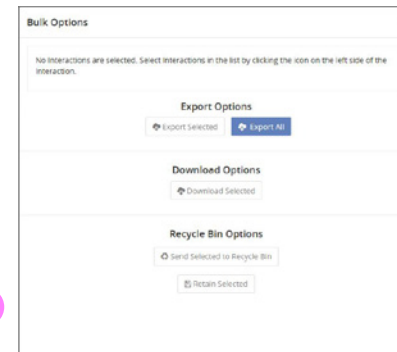 Bulk Options
No Interactions are selected. Select Interactions in the list by clicking the icon on the left side of the
Interaction.
Export Options
Export Selected
Export All
Download Options
Download Selected
Recycle Bin Options
Send Selected to Recycle Bin
Retain Selected